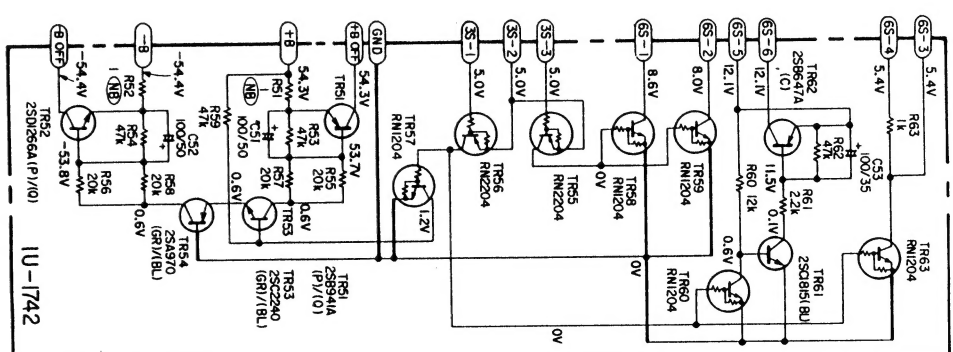 -B OFF
-B
+B
+B OFF
GND
3S-1
3S-2
3S-3
6S-1
6S-2
6S-5
6S-6
6S-4
6S-3
-54.4V
-54.4V
54.3V
54.3V
5.0V
5.0V
5.0V
8.6V
8.0V
12.1V
12.4V
5.4V
5.4V
R52
1
NB
R51
1
NB
TR51
R59
47k
TR57
RN1204
TR62
2SB647A
(C)
R63
1k
TR52
2SD1266A(P)/(Q)
-53.8V
R54
47k
C52
100/50
C51
100/50
R53
47k
53.7V
R62
47k
C53
100/35
R56
20k
R58
20k
0.6V
R57
20k
R55
20k
1.2V
TR56
RN2204
TR55
RN2204
0V
TR58
RN1204
TR59
RN1204
R60
12k
11.5V
R61
2.2k
0.1V
0.6V
0.6V
TR53
TR54
2SA970
(GR)/(BL)
TR51
2SB941A
(P)/(Q)
TR53
2SC2240
(GR)/(BL)
0V
0.6V
TR60
RN1204
TR61
2SC1815(BL)
TR63
RN1204
0V
1U-1742